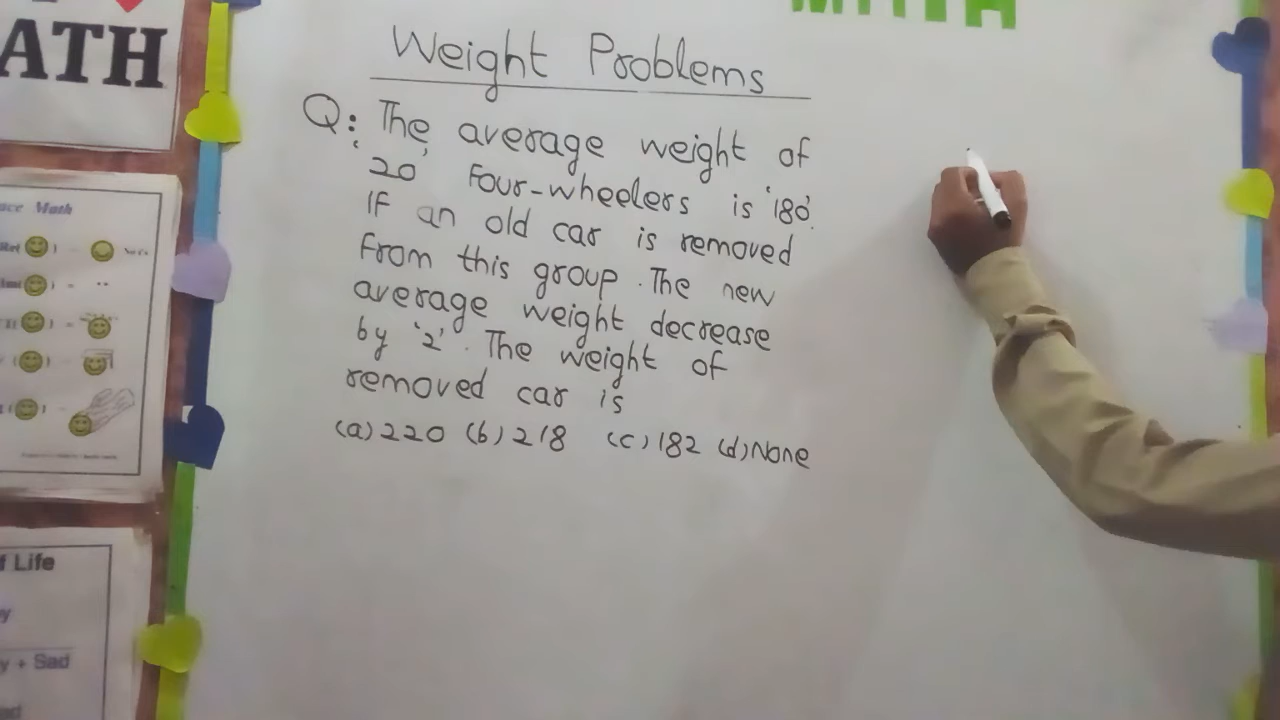 MATH
ATH
Weight Problems
Q: The average weight of
'20' Four-wheelers is '180'.
If an old car is removed
from this group. The new
average weight decrease
by '2'. The weight of
removed car is
(a) 220 (b) 218 (c) 182 (d) None
ace Math
f Life
y + Sad